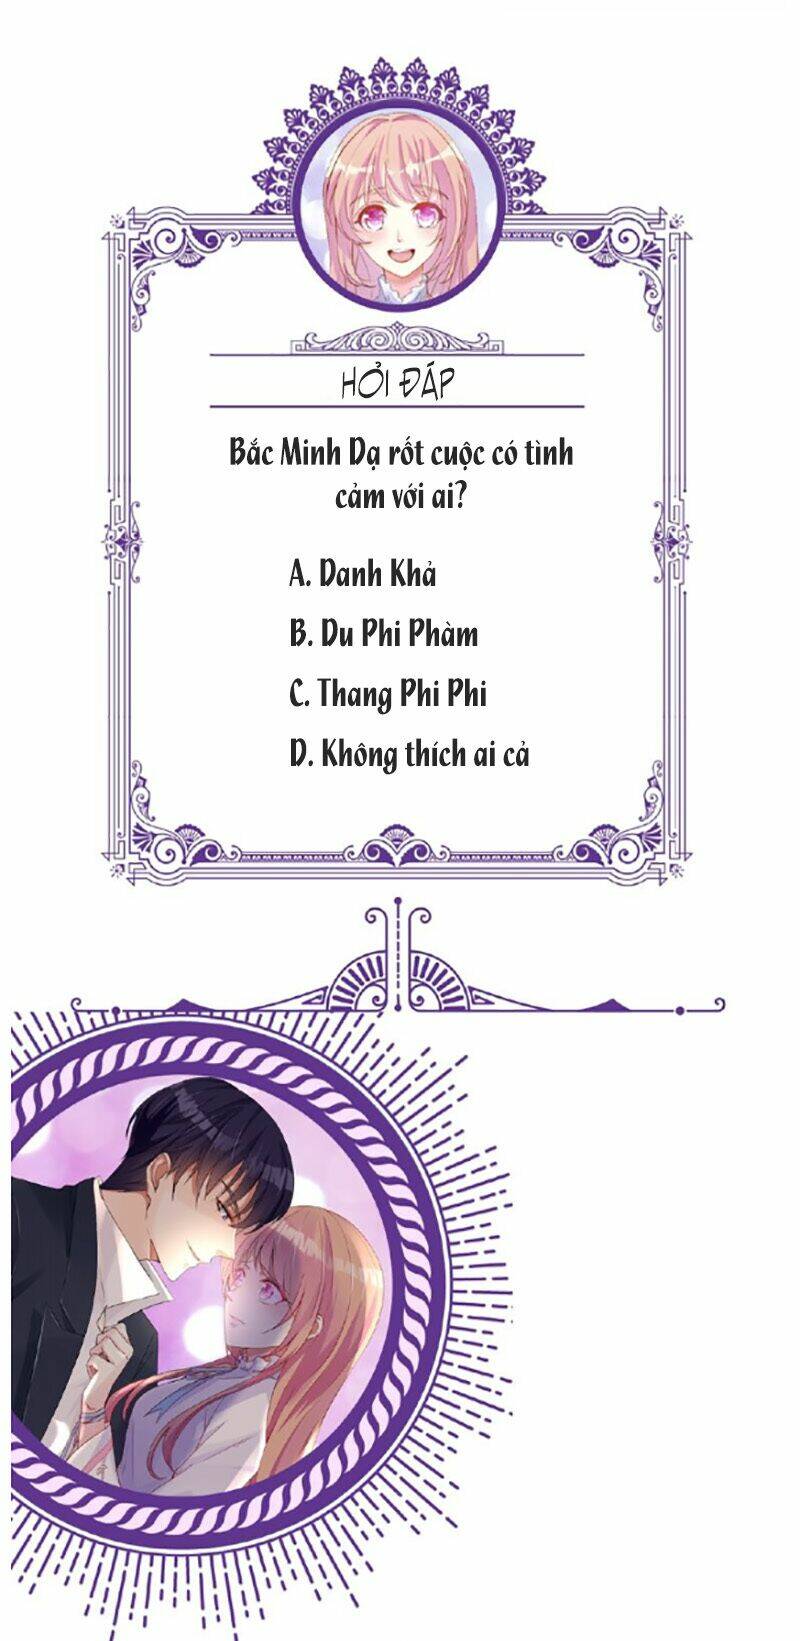 HỎI ĐÁP
Bắc Minh Dạ rốt cuộc có tình
cảm với ai?
A. Danh Khả
B. Du Phi Phàm
C. Thang Phi Phi
D. Không thích ai cả